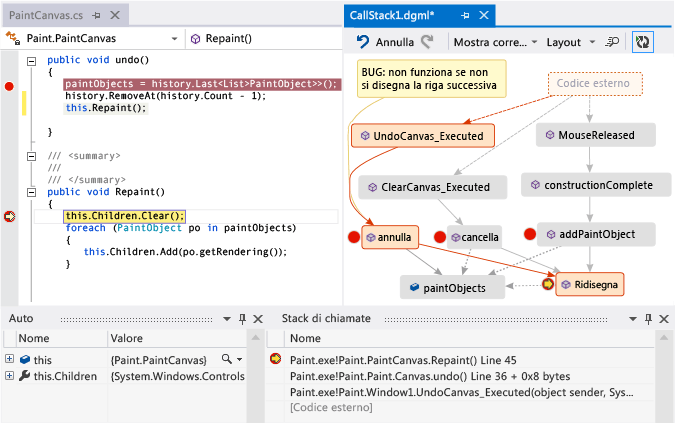 PaintCanvas.cs
Paint.PaintCanvas
Repaint()
public void undo()
{
paintObjects = history.Last<List>PaintObject>>();
history.RemoveAt(history.Count - 1);
this.Repaint();
}
/// <summary>
///
/// </summary>
public void Repaint()
{
this.Children.Clear();
foreach (PaintObject po in paintObjects)
{
this.Children.Add(po.getRendering());
}
CallStack1.dgml*
Annulla
Mostra corre...
Layout
BUG: non funziona se non
si disegna la riga successiva
Codice esterno
UndoCanvas_Executed
MouseReleased
ClearCanvas_Executed
constructionComplete
annulla
cancella
addPaintObject
paintObjects
Ridisegna
Auto
Nome
Valore
this
{Paint.PaintCanvas}
this.Children
{System.Windows.Controls
Stack di chiamate
Nome
Paint.exe!Paint.PaintCanvas.Repaint() Line 45
Paint.exe!Paint.PaintCanvas.undo() Line 36 + 0x8 bytes
Paint.exe!Paint.Window1.UndoCanvas_Executed(object sender, Sys...
[Codice esterno]